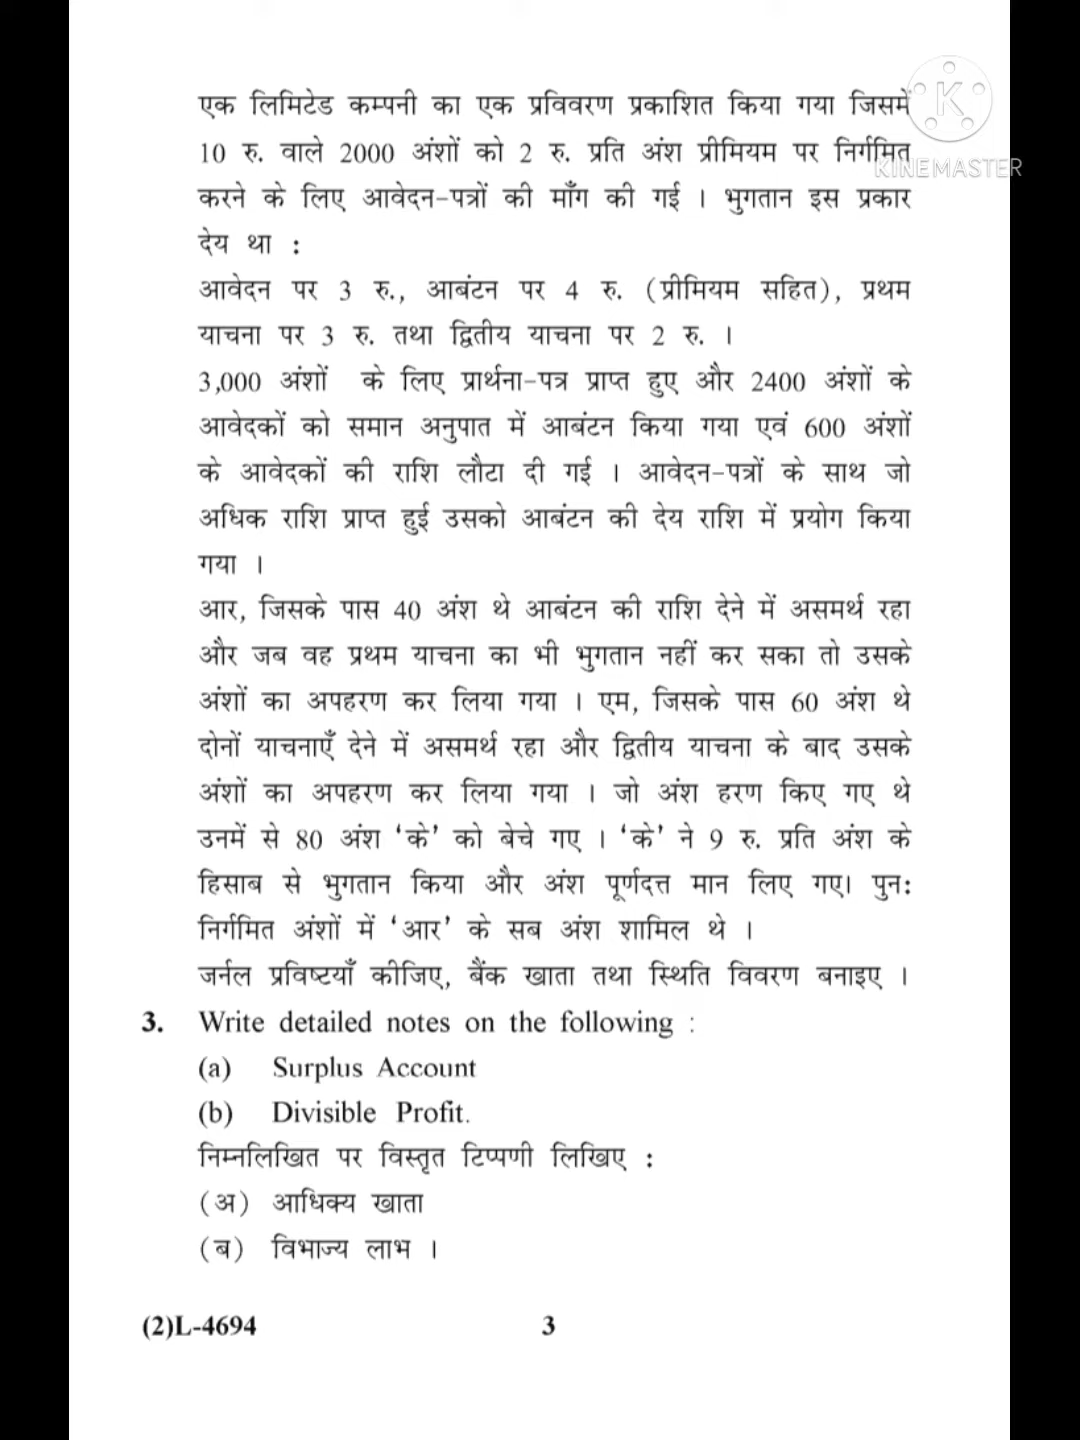 एक लिमिटेड कम्पनी का एक प्रविवरण प्रकाशित किया गया जिसमें
10 रु. वाले 2000 अंशों को 2 रु. प्रति अंश प्रीमियम पर निर्गमित
करने के लिए आवेदन-पत्रों की माँग की गई । भुगतान इस प्रकार
देय था :
आवेदन पर 3 रु., आबंटन पर 4 रु. (प्रीमियम सहित), प्रथम
याचना पर 3 रु. तथा द्वितीय याचना पर 2 रु. ।
3,000 अंशों के लिए प्रार्थना-पत्र प्राप्त हुए और 2400 अंशों के
आवेदकों को समान अनुपात में आबंटन किया गया एवं 600 अंशों
के आवेदकों की राशि लौटा दी गई । आवेदन-पत्रों के साथ जो
अधिक राशि प्राप्त हुई उसको आबंटन की देय राशि में प्रयोग किया
गया ।
आर, जिसके पास 40 अंश थे आबंटन की राशि देने में असमर्थ रहा
और जब वह प्रथम याचना का भी भुगतान नहीं कर सका तो उसके
अंशों का अपहरण कर लिया गया । एम, जिसके पास 60 अंश थे
दोनों याचनाएँ देने में असमर्थ रहा और द्वितीय याचना के बाद उसके
अंशों का अपहरण कर लिया गया । जो अंश हरण किए गए थे
उनमें से 80 अंश ‘के’ को बेचे गए । ‘के’ ने 9 रु. प्रति अंश के
हिसाब से भुगतान किया और अंश पूर्णदत्त मान लिए गए। पुन:
निर्गमित अंशों में ‘आर’ के सब अंश शामिल थे ।
जर्नल प्रविष्टयाँ कीजिए, बैंक खाता तथा स्थिति विवरण बनाइए ।
3. Write detailed notes on the following :
(a) Surplus Account
(b) Divisible Profit.
निम्नलिखित पर विस्तृत टिप्पणी लिखिए :
(अ) आधिक्य खाता
(ब) विभाज्य लाभ ।
(2)L-4694 3
K
KINEMASTER